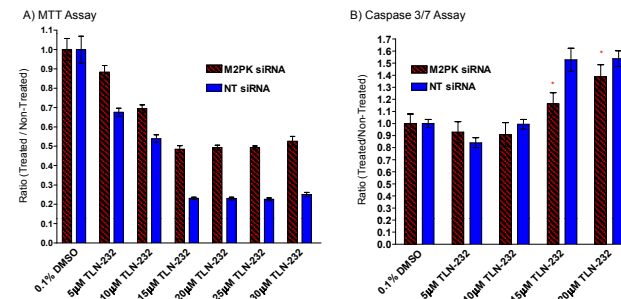 A) MTT Assay
Ratio (Treated / Non-Treated)
1.1
1.0
0.9
0.8
0.7
0.6
0.5
0.4
0.3
0.2
0.1
0.0
M2PK siRNA
NT siRNA
0.1% DMSO
5µM TLN-232
10µM TLN-232
15µM TLN-232
20µM TLN-232
35µM TLN-232
30µM TLN-232
B) Caspase 3/7 Assay
Ratio (Treated/Non-Treated)
1.7
1.6
1.5
1.4
1.3
1.2
1.1
1.0
0.9
0.8
0.7
0.6
0.5
0.4
0.3
0.2
0.1
0.0
M2PK siRNA
NT siRNA
*
*
0.1% DMSO
5µM TLN-232
10µM TLN-232
15µM TLN-232
20µM TLN-232